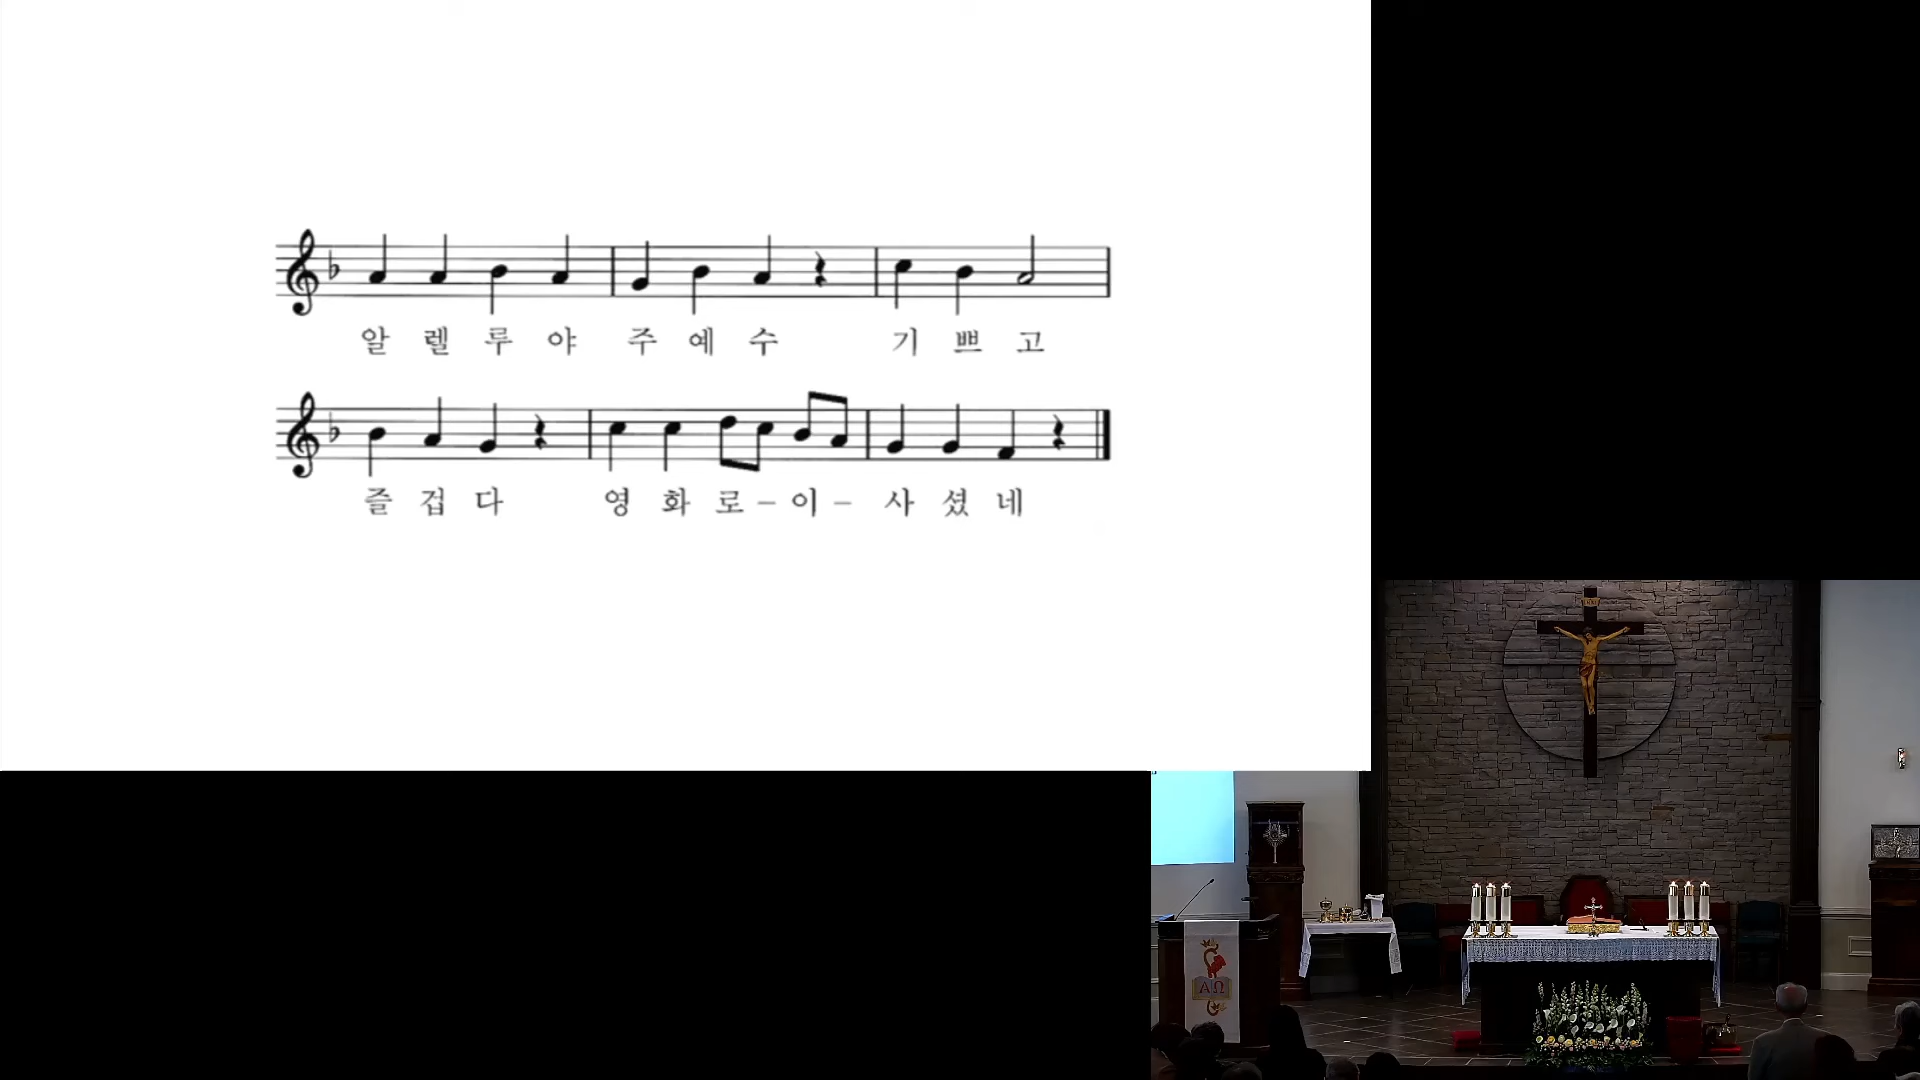 알 렐 루 야 주 예 수 기 쁘 고
즐 겁 다 영 화 로 – 이 – 사 셨 네
ΑΩ